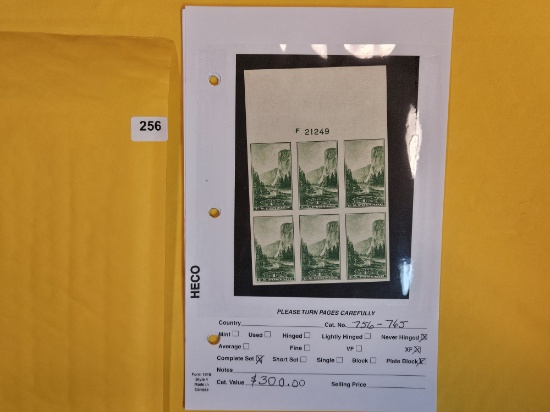 256
F 21249
HECO
PLEASE TURN PAGES CAREFULLY
Country Cat. No. 756-765
Mint Used Hinged Lightly Hinged Never Hinged
Average Fine VF XF
Complete Set Short Set Single Block Plate Block
Notes
Cat. Value $300.00 Selling Price
Made in